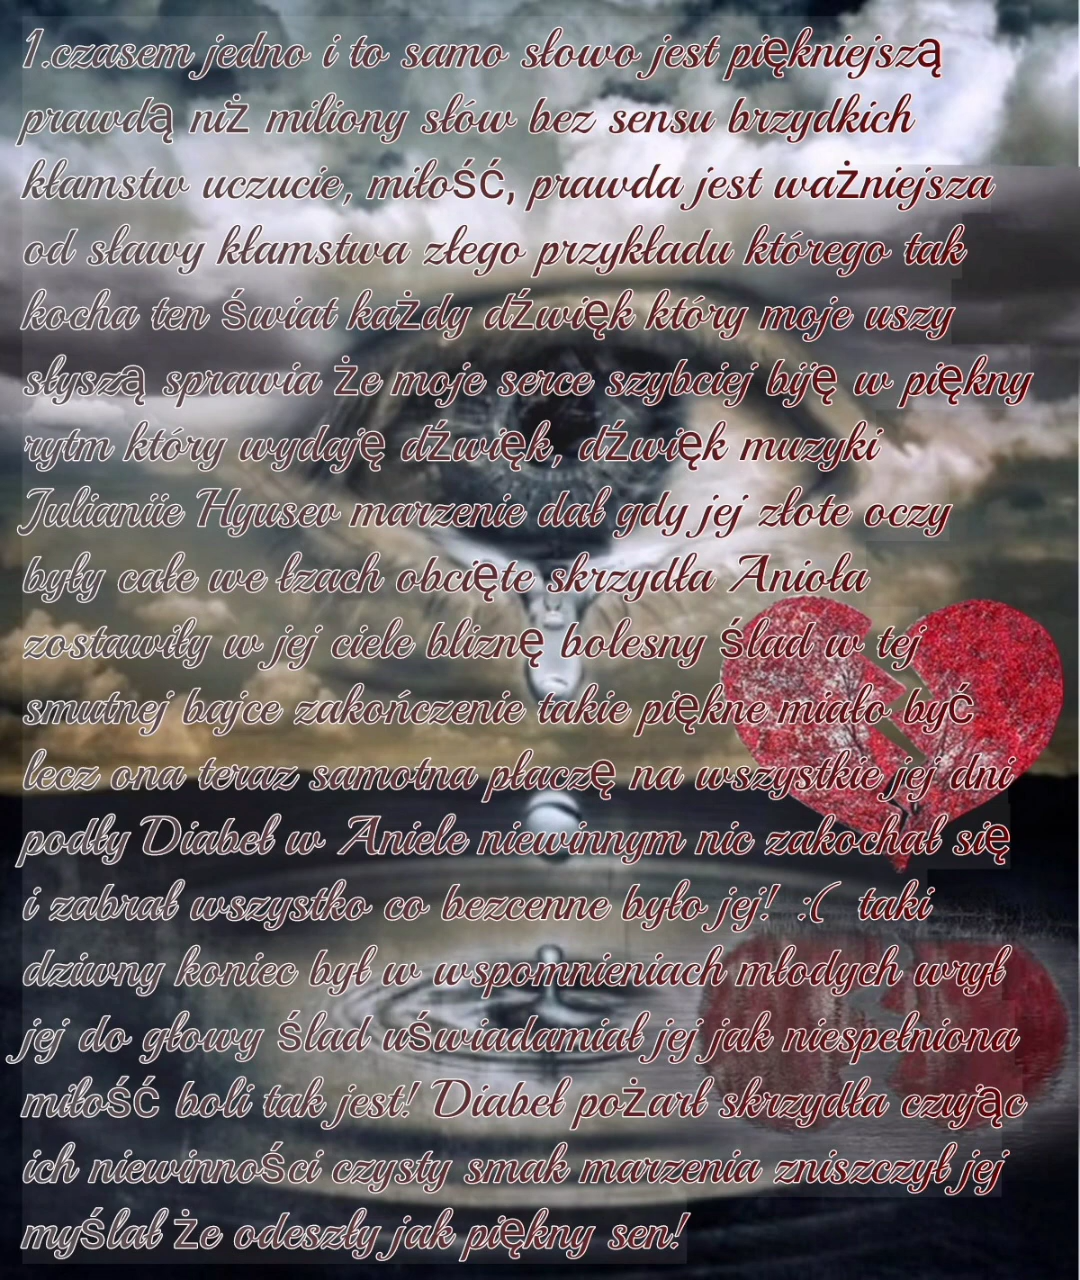 1.czasem jedno i to samo słowo jest piękniejszą
prawdą niż miliony słów bez sensu brzydkich
kłamstw uczucie, miłość, prawda jest ważniejsza
od sławy kłamstwa złego przykładu którego tak
kocha ten świat każdy dźwięk który moje uszy
słyszą sprawia że moje serce szybciej biję w piękny
rytm który wydaję dźwięk, dźwięk muzyki
Julianiie Hyusev marzenie dał gdy jej złote oczy
były całe we łzach obcięte skrzydła Anioła
zostawiły w jej ciele bliznę bolesny ślad w tej
smutnej bajce zakończenie takie piękne miało być
lecz ona teraz samotna płaczę na wszystkie jej dni
podły Diabeł w Aniele niewinnym nic zakochał się
i zabrał wszystko co bezcenne było jej! :( taki
dziwny koniec był w wspomnieniach młodych wrył
jej do głowy ślad uświadamiał jej jak niespełniona
miłość boli tak jest! Diabeł pożarł skrzydła czując
ich niewinności czysty smak marzenia zniszczył jej
myślał że odeszły jak piękny sen!